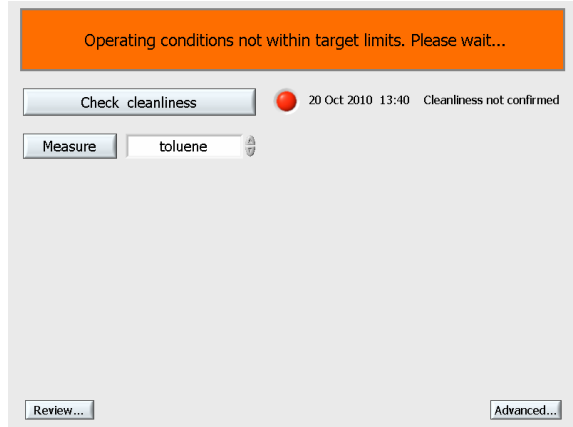 Operating conditions not within target limits. Please wait...
Check cleanliness 20 Oct 2010 13:40 Cleanliness not confirmed
Measure toluene
Review... Advanced...